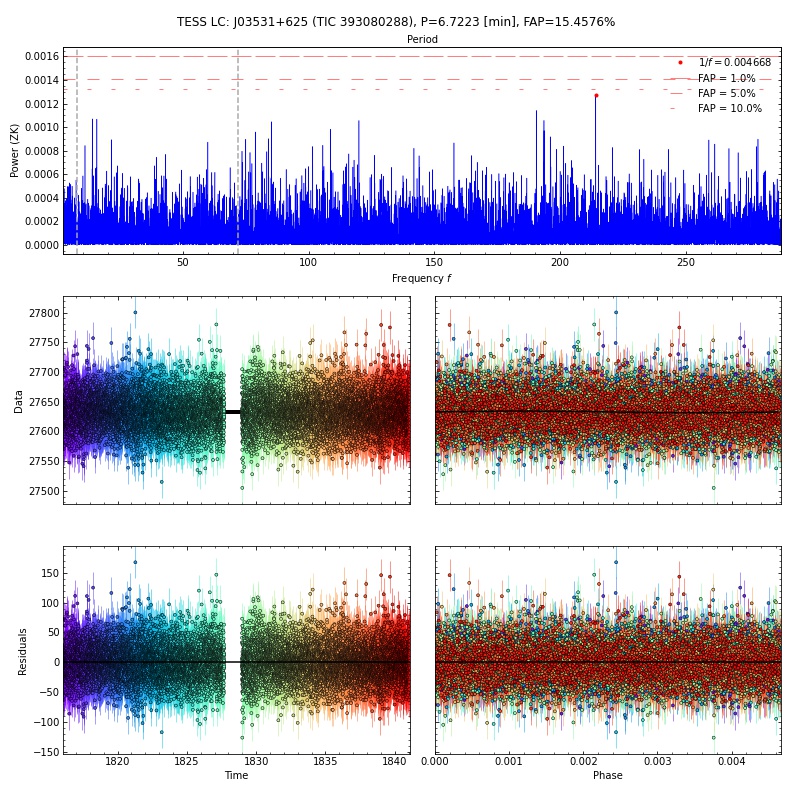 TESS LC: J03531+625 (TIC 393080288), P=6.7223 [min], FAP=15.4576%
Period
0.0016
0.0014
0.0012
0.0010
0.0008
0.0006
0.0004
0.0002
0.0000
Power (ZK)
1/f = 0.004668
FAP = 1.0%
FAP = 5.0%
FAP = 10.0%
50 100 150 200 250
Frequency f
27800
27750
27700
27650
27600
27550
27500
Data
150
100
50
0
−50
−100
−150
Residuals
1820 1825 1830 1835 1840
Time
0.000 0.001 0.002 0.003 0.004
Phase